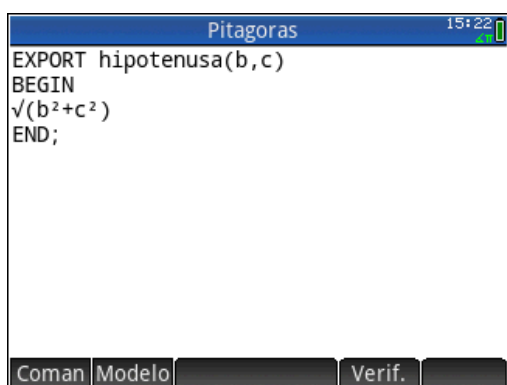 Pitagoras 15:22
∡π
EXPORT hipotenusa(b,c)
BEGIN
√(b²+c²)
END;
Coman Modelo Verif.